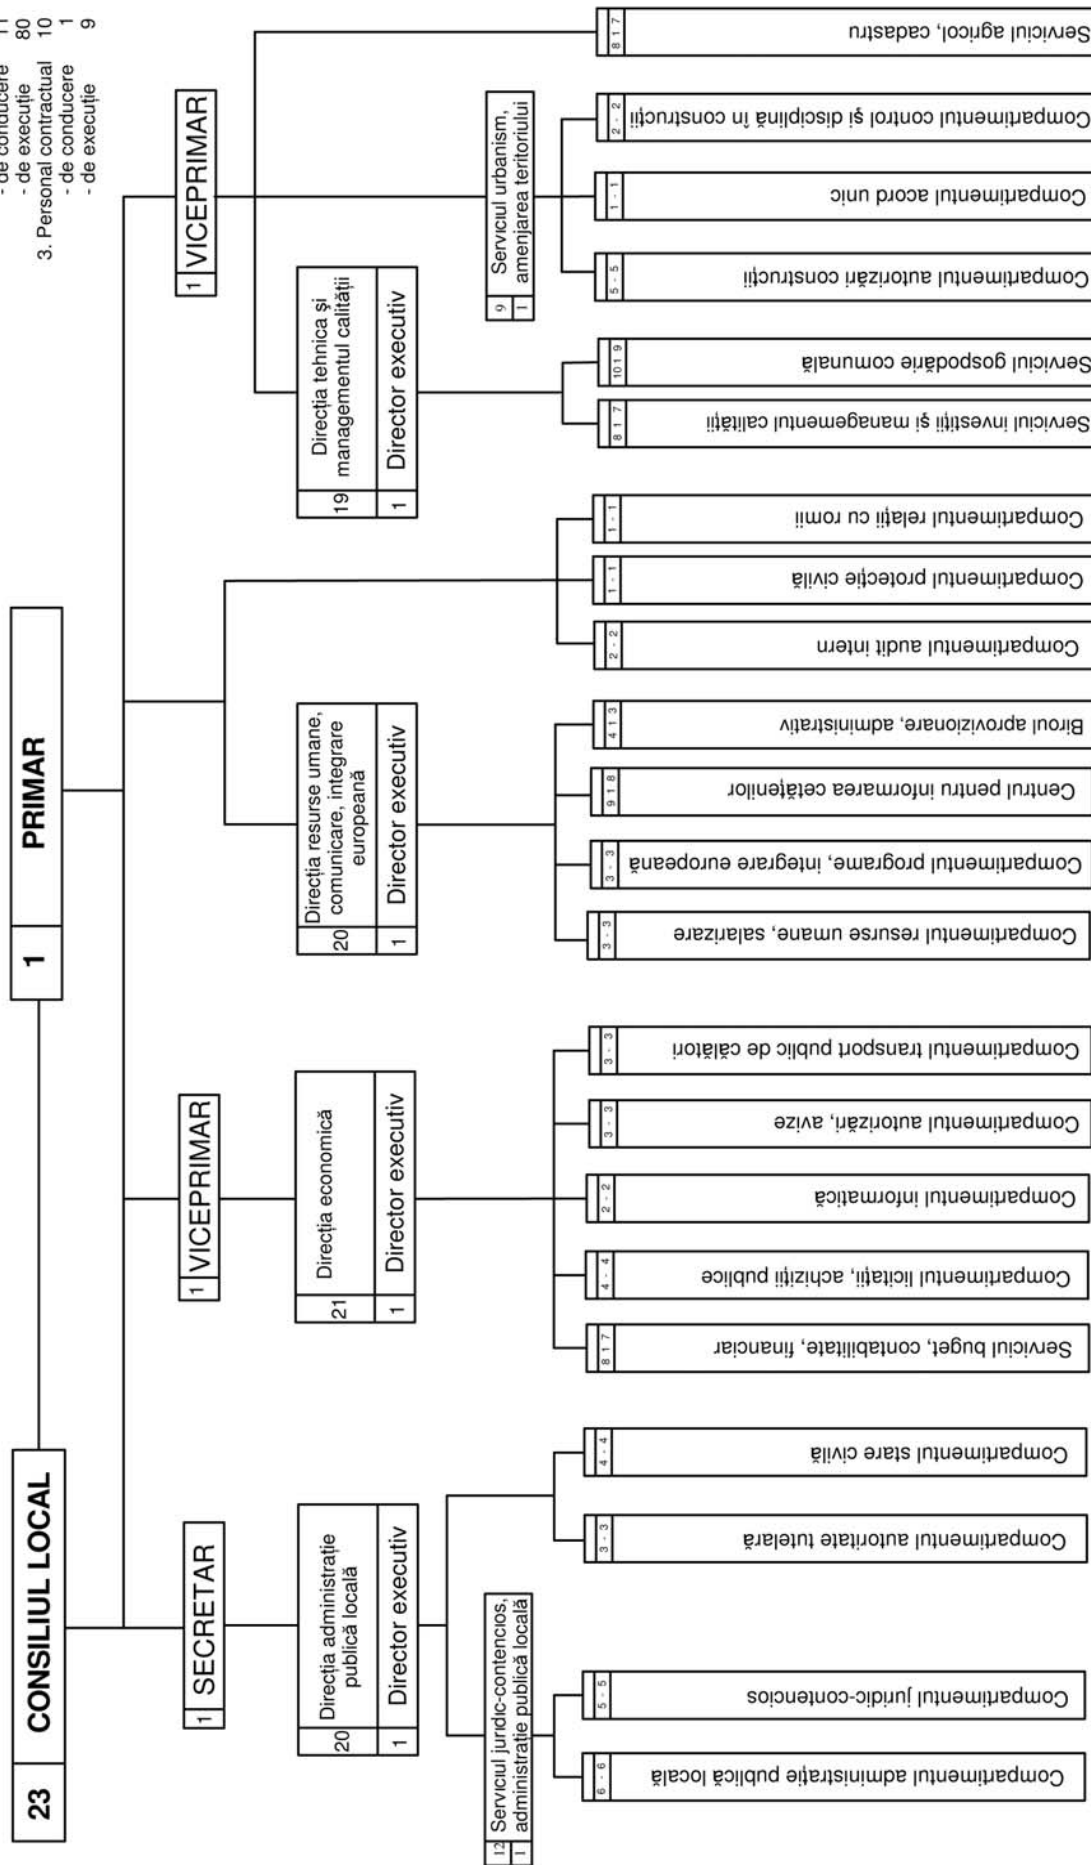 - de conducere 11
- de execuție 80
3. Personal contractual 10
- de conducere 1
- de execuție 9
23 CONSILIUL LOCAL
1 PRIMAR
1 SECRETAR
1 VICEPRIMAR
1 VICEPRIMAR
20 Direcția administrație
publică locală
1 Director executiv
21 Direcția economică
1 Director executiv
20 Direcția resurse umane,
comunicare, integrare
europeană
1 Director executiv
19 Direcția tehnica și
managementul calității
1 Director executiv
12 Serviciul juridic-contencios,
1 administrație publică locală
9 Serviciul urbanism,
1 amenjarea teritoriului
6 - 6
Compartimentul administrație publică locală
5 - 5
Compartimentul juridic-contencios
3 - 3
Compartimentul autoritate tutelară
4 - 4
Compartimentul stare civilă
8 1 7
Serviciul buget, contabilitate, financiar
4 - 4
Compartimentul licitații, achiziții publice
2 - 2
Compartimentul informatică
3 - 3
Compartimentul autorizări, avize
3 - 3
Compartimentul transport public de călători
3 - 3
Compartimentul resurse umane, salarizare
3 - 3
Compartimentul programe, integrare europeană
9 1 8
Centrul pentru informarea cetățenilor
4 1 3
Biroul aprovizionare, administrativ
2 - 2
Compartimentul audit intern
1 - 1
Compartimentul protecție civilă
1 - 1
Compartimentul relații cu romii
8 1 7
Serviciul investiții și managementul calității
10 1 9
Serviciul gospodărie comunală
5 - 5
Compartimentul autorizări construcții
1 - 1
Compartimentul acord unic
2 - 2
Compartimentul control și disciplină în construcții
8 1 7
Serviciul agricol, cadastru